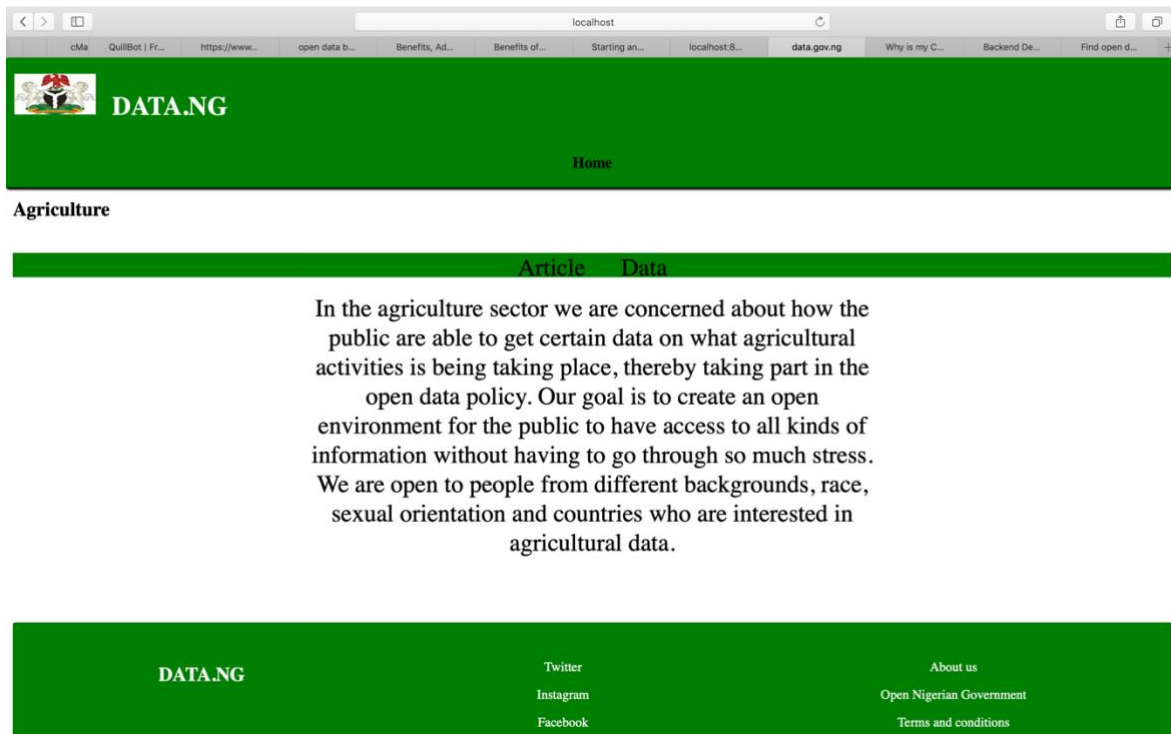 localhost
cMa QuillBot | Fr... https://www... open data b... Benefits, Ad... Benefits of... Starting an... localhost:8... data.gov.ng Why is my C... Backend De... Find open d...
DATA.NG
Home
Agriculture
Article Data
In the agriculture sector we are concerned about how the
public are able to get certain data on what agricultural
activities is being taking place, thereby taking part in the
open data policy. Our goal is to create an open
environment for the public to have access to all kinds of
information without having to go through so much stress.
We are open to people from different backgrounds, race,
sexual orientation and countries who are interested in
agricultural data.
DATA.NG
Twitter
Instagram
Facebook
About us
Open Nigerian Government
Terms and conditions